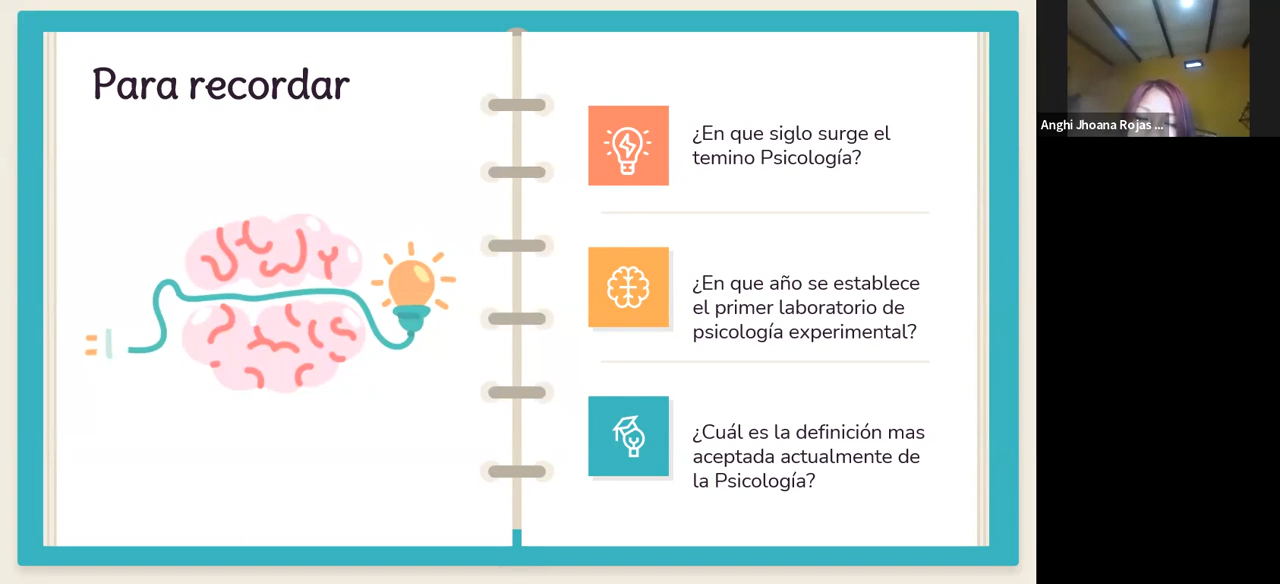 Para recordar
¿En que siglo surge el
temino Psicología?
¿En que año se establece
el primer laboratorio de
psicología experimental?
¿Cuál es la definición mas
aceptada actualmente de
la Psicología?
Anghi Jhoana Rojas ...